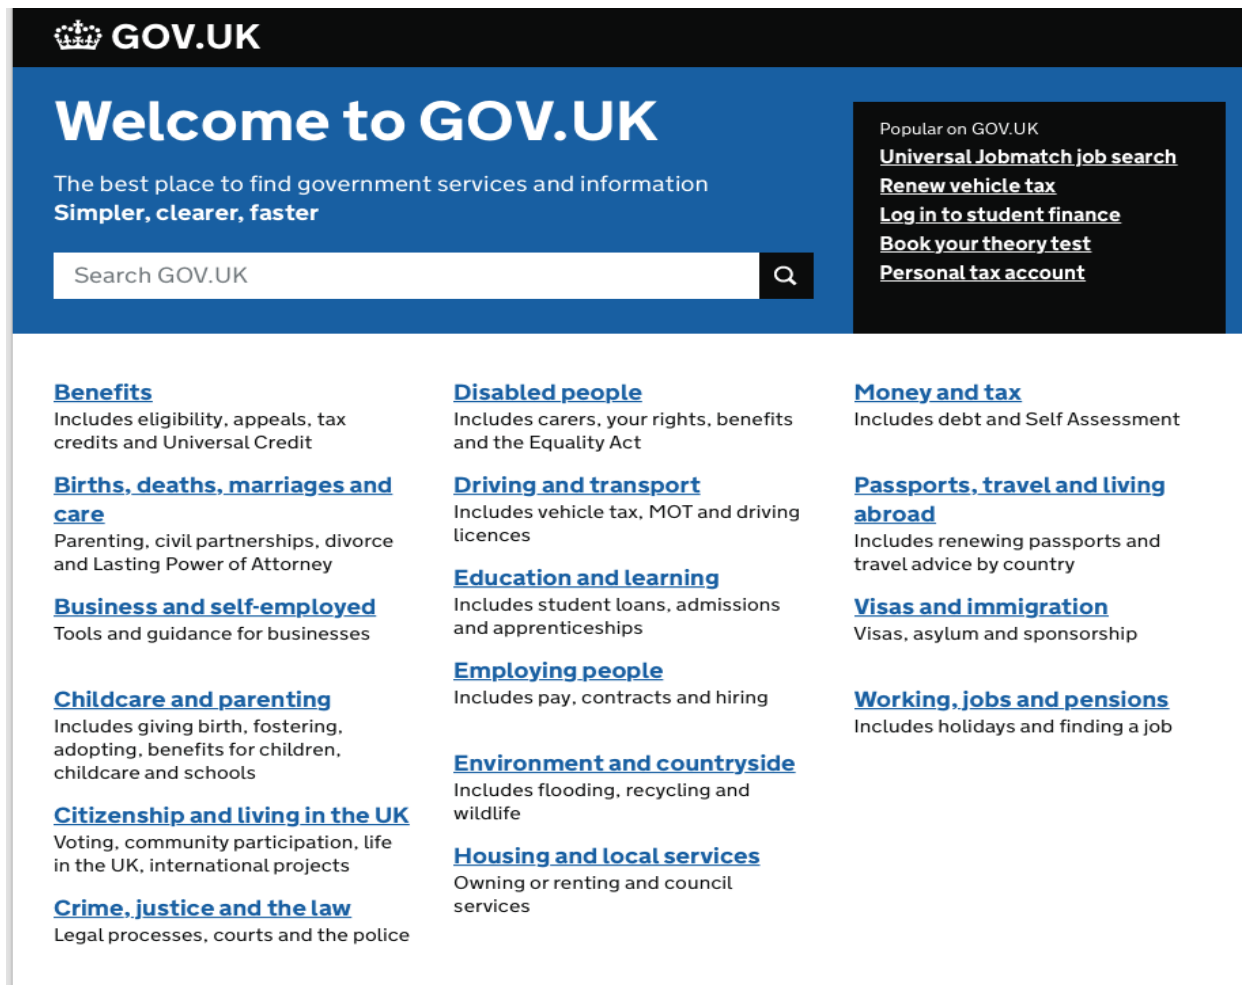 GOV.UK
Welcome to GOV.UK
The best place to find government services and information
Simpler, clearer, faster
Search GOV.UK
Popular on GOV.UK
Universal Jobmatch job search
Renew vehicle tax
Log in to student finance
Book your theory test
Personal tax account
Benefits
Includes eligibility, appeals, tax
credits and Universal Credit
Births, deaths, marriages and
care
Parenting, civil partnerships, divorce
and Lasting Power of Attorney
Business and self-employed
Tools and guidance for businesses
Childcare and parenting
Includes giving birth, fostering,
adopting, benefits for children,
childcare and schools
Citizenship and living in the UK
Voting, community participation, life
in the UK, international projects
Crime, justice and the law
Legal processes, courts and the police
Disabled people
Includes carers, your rights, benefits
and the Equality Act
Driving and transport
Includes vehicle tax, MOT and driving
licences
Education and learning
Includes student loans, admissions
and apprenticeships
Employing people
Includes pay, contracts and hiring
Environment and countryside
Includes flooding, recycling and
wildlife
Housing and local services
Owning or renting and council
services
Money and tax
Includes debt and Self Assessment
Passports, travel and living
abroad
Includes renewing passports and
travel advice by country
Visas and immigration
Visas, asylum and sponsorship
Working, jobs and pensions
Includes holidays and finding a job